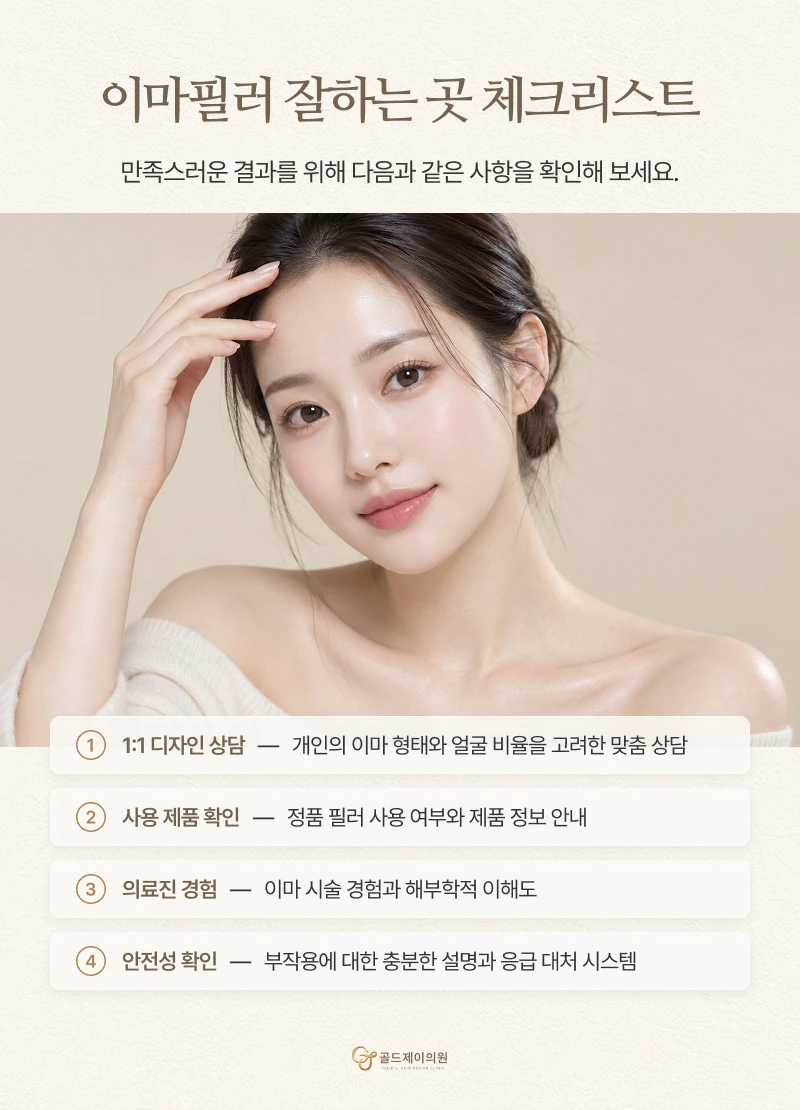 이마필러 잘하는 곳 체크리스트
만족스러운 결과를 위해 다음과 같은 사항을 확인해 보세요.
1 1:1 디자인 상담 — 개인의 이마 형태와 얼굴 비율을 고려한 맞춤 상담
2 사용 제품 확인 — 정품 필러 사용 여부와 제품 정보 안내
3 의료진 경험 — 이마 시술 경험과 해부학적 이해도
4 안전성 확인 — 부작용에 대한 충분한 설명과 응급 대처 시스템
골드제이의원